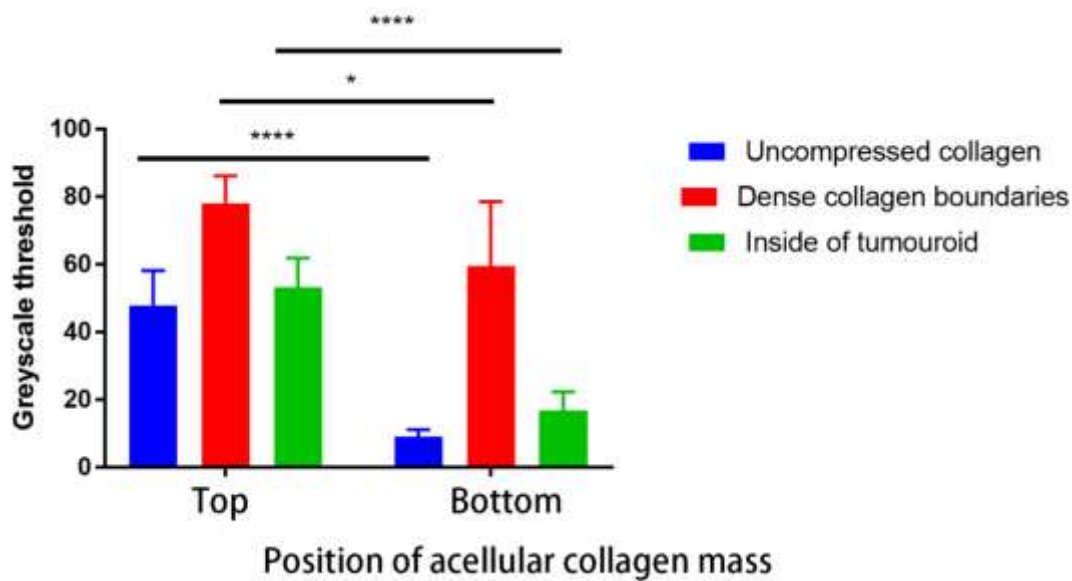 ****
*
****
Greyscale threshold
100
80
60
40
20
0
Top
Bottom
Position of acellular collagen mass
Uncompressed collagen
Dense collagen boundaries
Inside of tumouroid